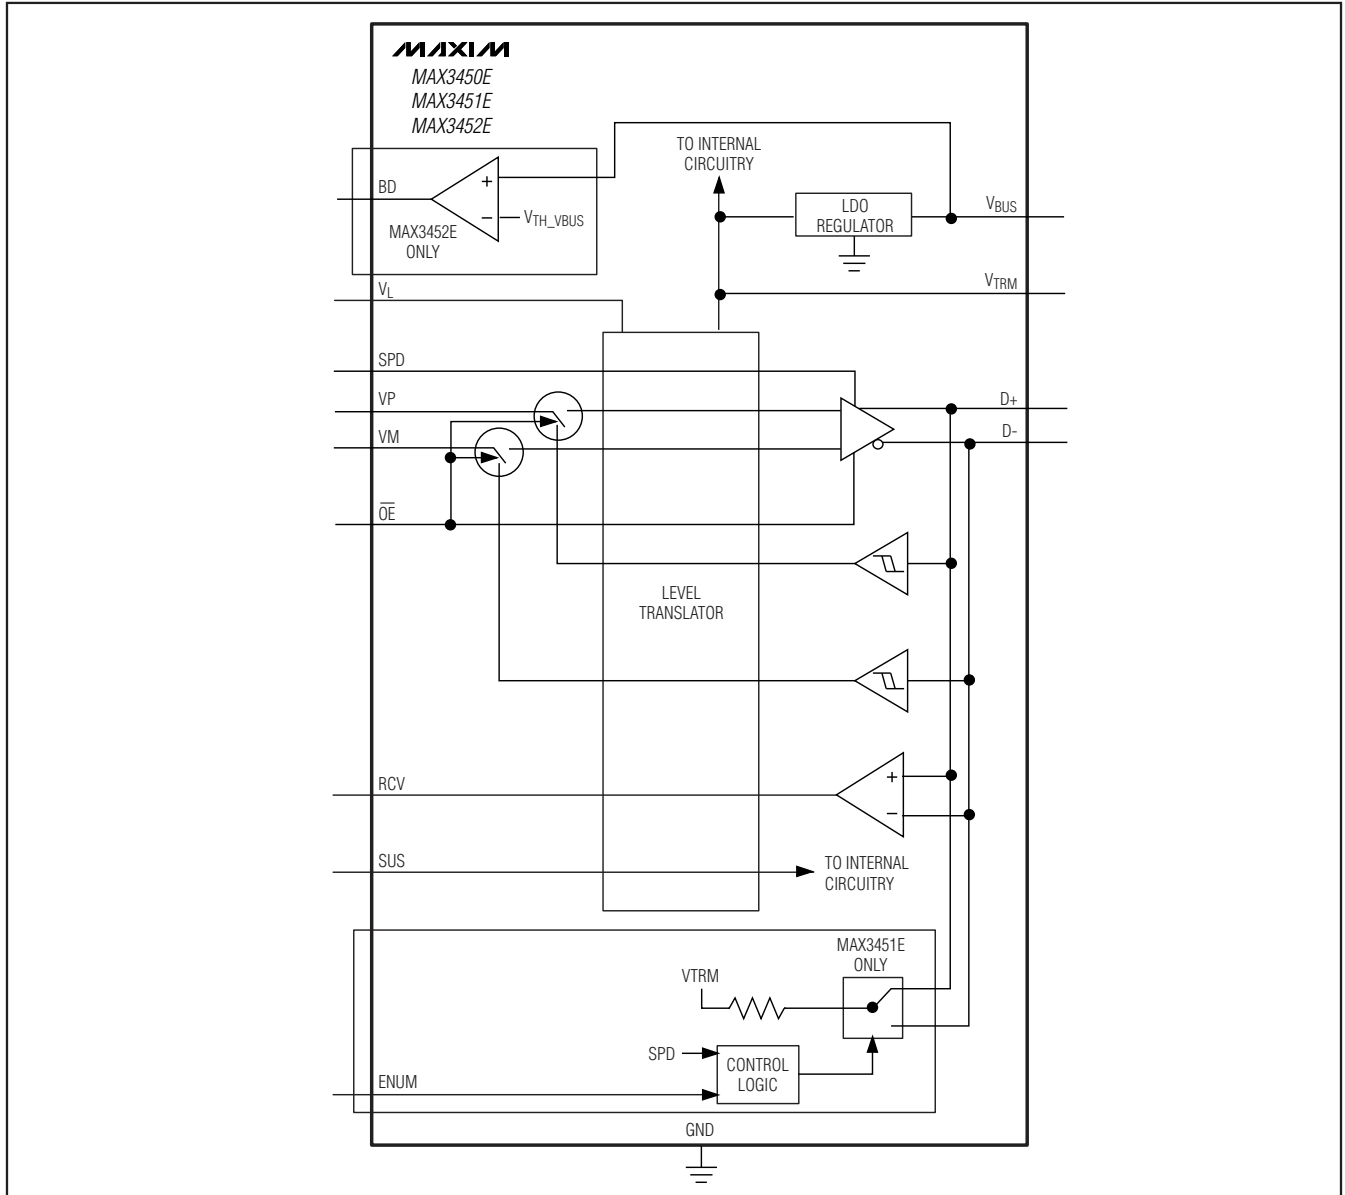 MAXIM
MAX3450E
MAX3451E
MAX3452E
TO INTERNAL
CIRCUITRY
BD
+
−
VTH_VBUS
MAX3452E
ONLY
LDO
REGULATOR
VBUS
VL
VTRM
SPD
VP
VM
OE
D+
D-
LEVEL
TRANSLATOR
RCV
+
−
SUS
TO INTERNAL
CIRCUITRY
MAX3451E
ONLY
VTRM
SPD
CONTROL
LOGIC
ENUM
GND